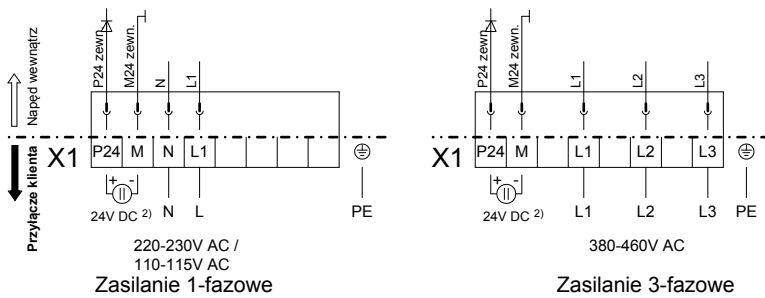 Napęd wewnątrz
Przyłącze klienta
P24 zewn.
M24 zewn.
N
L1
X1
P24 M N L1
+ -
24V DC 2)
N
L
PE
220-230V AC /
110-115V AC
Zasilanie 1-fazowe
P24 zewn.
M24 zewn.
L1
L2
L3
X1
P24 M L1 L2 L3
+ -
24V DC 2)
L1
L2
L3
PE
380-460V AC
Zasilanie 3-fazowe